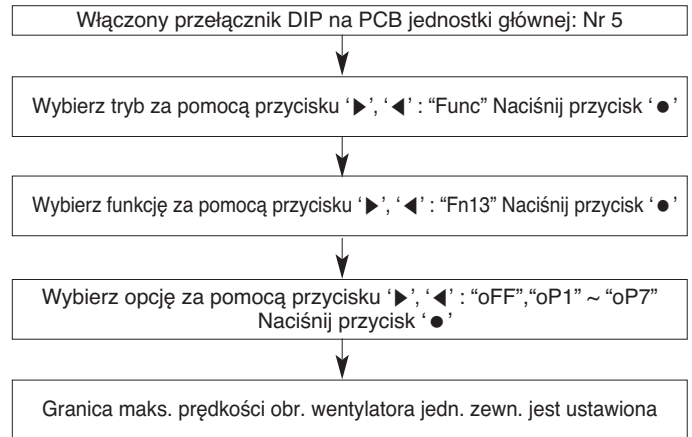 Włączony przełącznik DIP na PCB jednostki głównej: Nr 5
Wybierz tryb za pomocą przycisku ‘▶’, ‘◀’ : “Func” Naciśnij przycisk ‘●’
Wybierz funkcję za pomocą przycisku ‘▶’, ‘◀’ : “Fn13” Naciśnij przycisk ‘●’
Wybierz opcję za pomocą przycisku ‘▶’, ‘◀’ : “oFF”,“oP1” ~ “oP7”
Naciśnij przycisk ‘●’
Granica maks. prędkości obr. wentylatora jedn. zewn. jest ustawiona